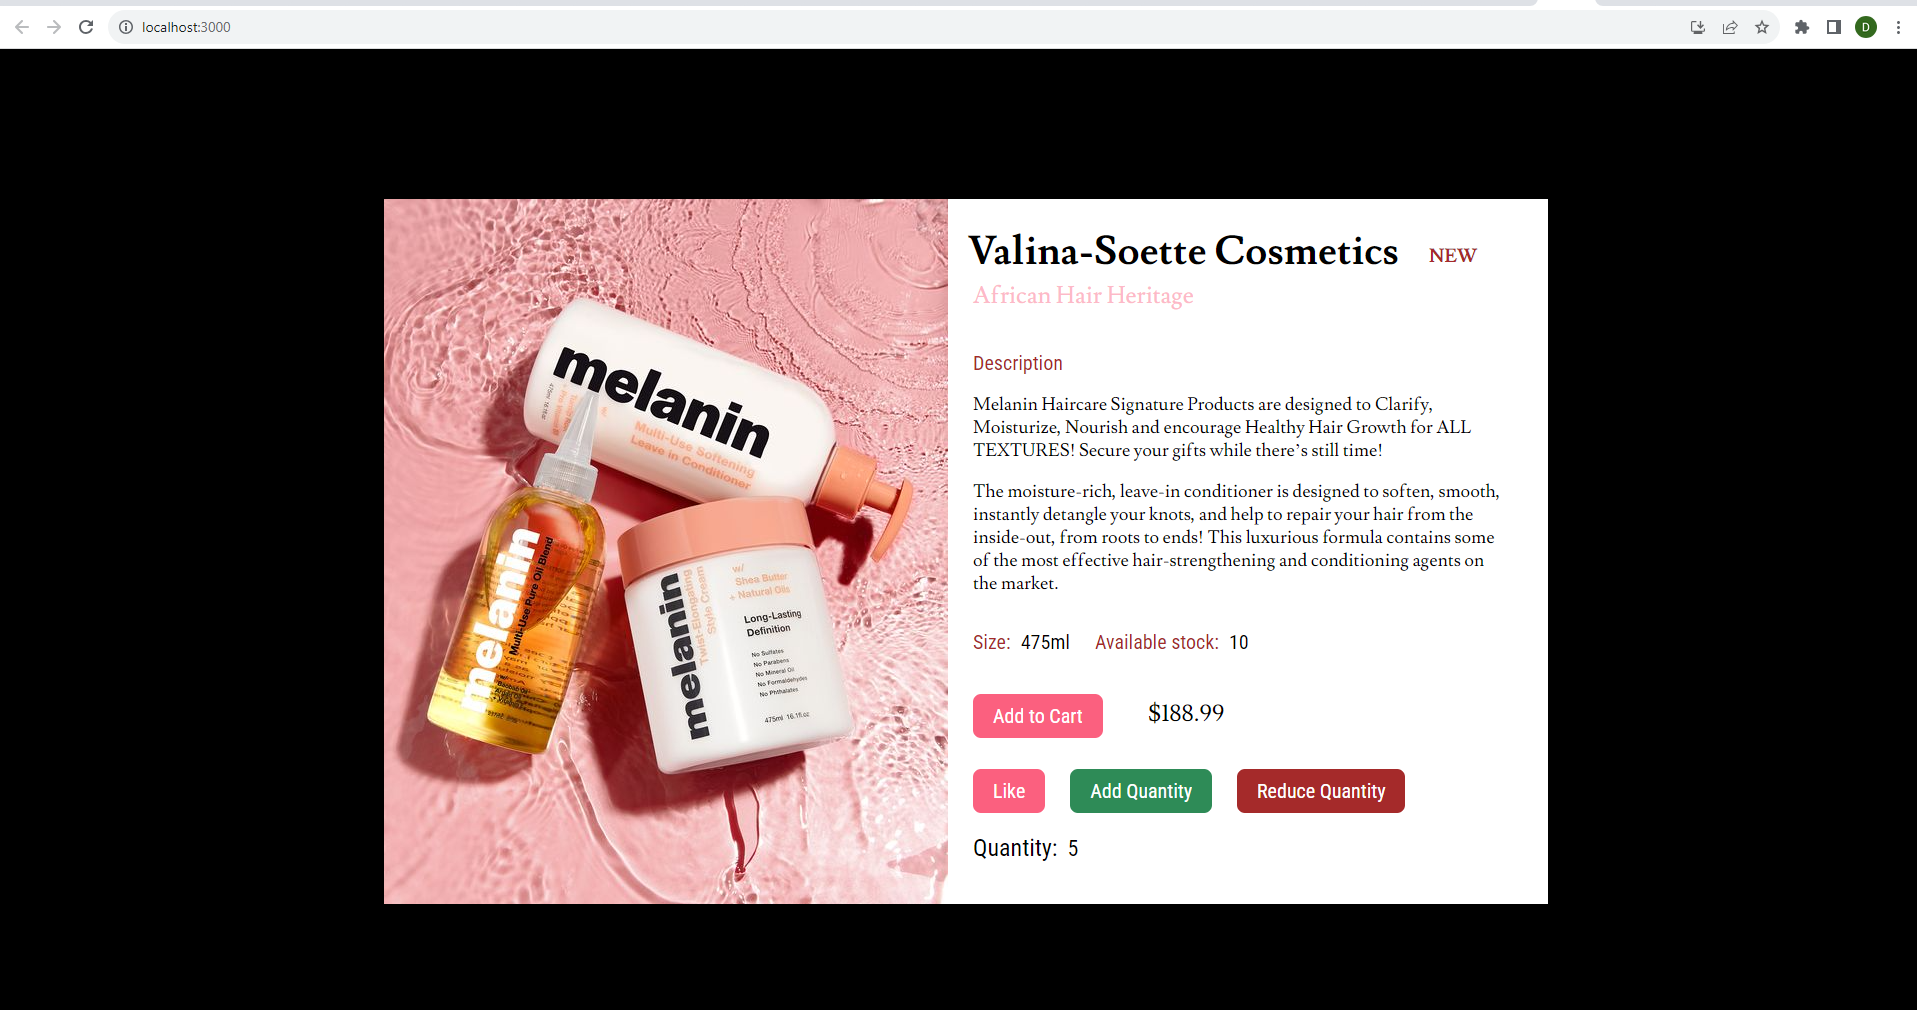 localhost:3000
D
melanin
Multi-Use Softening
Leave in Conditioner
melanin
Multi-Use Pure Oil Blend
melanin
Twist-Elongating
Style Cream
w/
Shea Butter
+ Natural Oils
Long-Lasting
Definition
No Sulfates
No Parabens
No Mineral Oil
No Formaldehydes
No Phthalates
475ml 16.1fl.oz
Valina-Soette Cosmetics NEW
African Hair Heritage
Description
Melanin Haircare Signature Products are designed to Clarify,
Moisturize, Nourish and encourage Healthy Hair Growth for ALL
TEXTURES! Secure your gifts while there's still time!
The moisture-rich, leave-in conditioner is designed to soften, smooth,
instantly detangle your knots, and help to repair your hair from the
inside-out, from roots to ends! This luxurious formula contains some
of the most effective hair-strengthening and conditioning agents on
the market.
Size: 475ml Available stock: 10
Add to Cart $188.99
Like Add Quantity Reduce Quantity
Quantity: 5